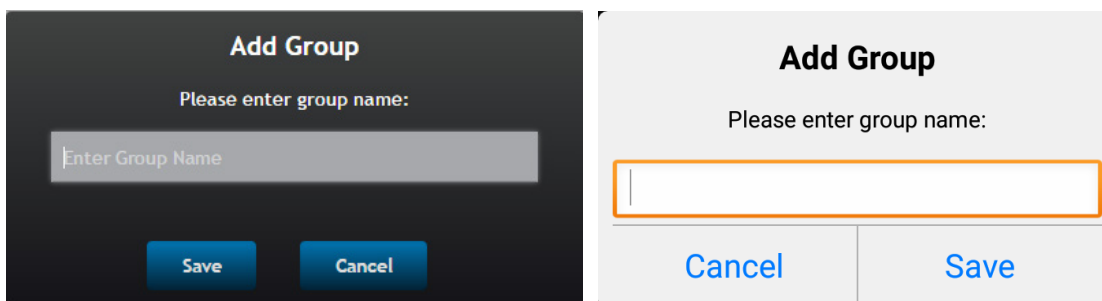 Add Group
Please enter group name:
Enter Group Name
Save Cancel
Add Group
Please enter group name:
Cancel Save